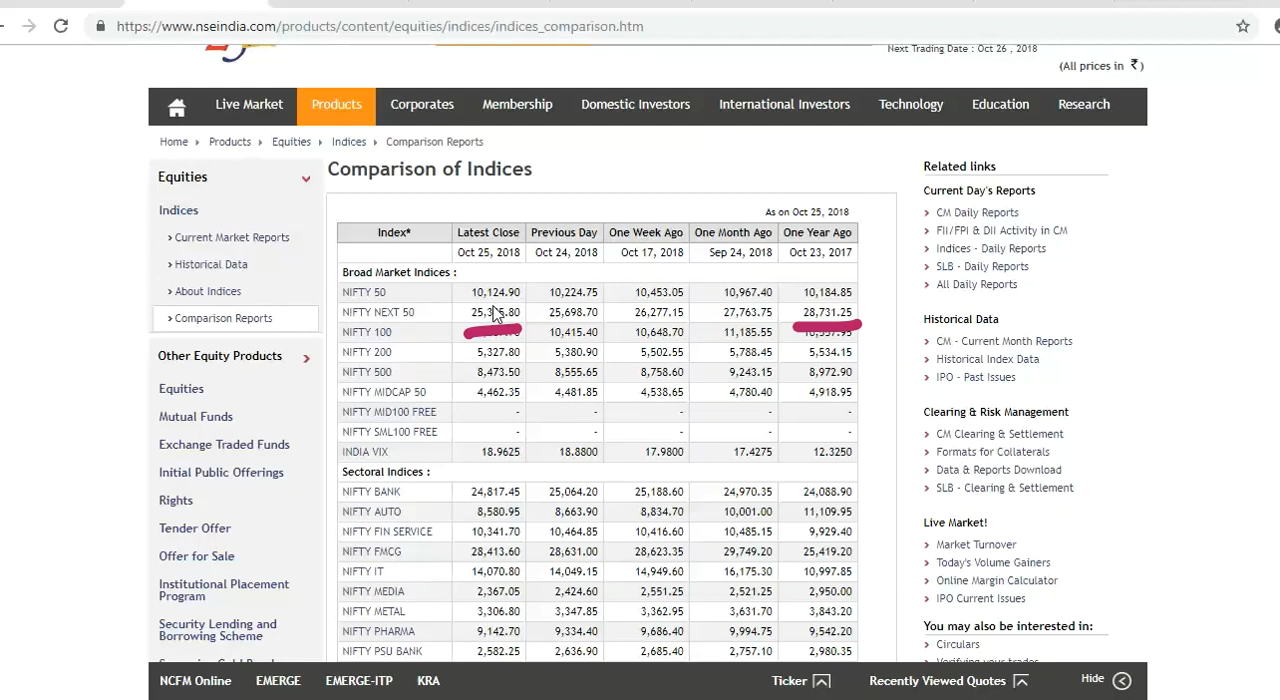 https://www.nseindia.com/products/content/equities/indices/indices_comparison.htm
Next Trading Date : Oct 26 , 2018
(All prices in ₹ )
Live Market Products Corporates Membership Domestic Investors International Investors Technology Education Research
Home Products Equities Indices Comparison Reports
Equities
Indices
Current Market Reports
Historical Data
About Indices
Comparison Reports
Other Equity Products
Equities
Mutual Funds
Exchange Traded Funds
Initial Public Offerings
Rights
Tender Offer
Offer for Sale
Institutional Placement
Program
Security Lending and
Borrowing Scheme
Comparison of Indices
As on Oct 25, 2018
Index* Latest Close Previous Day One Week Ago One Month Ago One Year Ago
Oct 25, 2018 Oct 24, 2018 Oct 17, 2018 Sep 24, 2018 Oct 23, 2017
Broad Market Indices :
NIFTY 50 10,124.90 10,224.75 10,453.05 10,967.40 10,184.85
NIFTY NEXT 50 25,698.70 26,277.15 27,763.75 28,731.25
NIFTY 100 10,415.40 10,648.70 11,185.55
NIFTY 200 5,327.80 5,380.90 5,502.55 5,788.45 5,534.15
NIFTY 500 8,473.50 8,555.65 8,758.60 9,243.15 8,972.90
NIFTY MIDCAP 50 4,462.35 4,481.85 4,538.65 4,780.40 4,918.95
NIFTY MID100 FREE - - - - -
NIFTY SML100 FREE - - - - -
INDIA VIX 18.9625 18.8800 17.9800 17.4275 12.3250
Sectoral Indices :
NIFTY BANK 24,817.45 25,064.20 25,188.60 24,970.35 24,088.90
NIFTY AUTO 8,580.95 8,663.90 8,834.70 10,001.00 11,109.95
NIFTY FIN SERVICE 10,341.70 10,464.85 10,416.60 10,485.15 9,929.40
NIFTY FMCG 28,413.60 28,631.00 28,623.35 29,749.20 25,419.20
NIFTY IT 14,070.80 14,049.15 14,949.60 16,175.30 10,997.85
NIFTY MEDIA 2,367.05 2,424.60 2,551.25 2,521.25 2,950.00
NIFTY METAL 3,306.80 3,347.85 3,362.95 3,631.70 3,843.20
NIFTY PHARMA 9,142.70 9,334.40 9,686.40 9,994.75 9,542.20
NIFTY PSU BANK 2,582.25 2,636.90 2,685.40 2,757.10 2,980.35
Related links
Current Day's Reports
CM Daily Reports
FII/FPI & DII Activity in CM
Indices - Daily Reports
SLB - Daily Reports
All Daily Reports
Historical Data
CM - Current Month Reports
Historical Index Data
IPO - Past Issues
Clearing & Risk Management
CM Clearing & Settlement
Formats for Collaterals
Data & Reports Download
SLB - Clearing & Settlement
Live Market!
Market Turnover
Today's Volume Gainers
Online Margin Calculator
IPO Current Issues
You may also be interested in:
Circulars
Verifying your trades
NCFM Online EMERGE EMERGE-ITP KRA Ticker Recently Viewed Quotes Hide